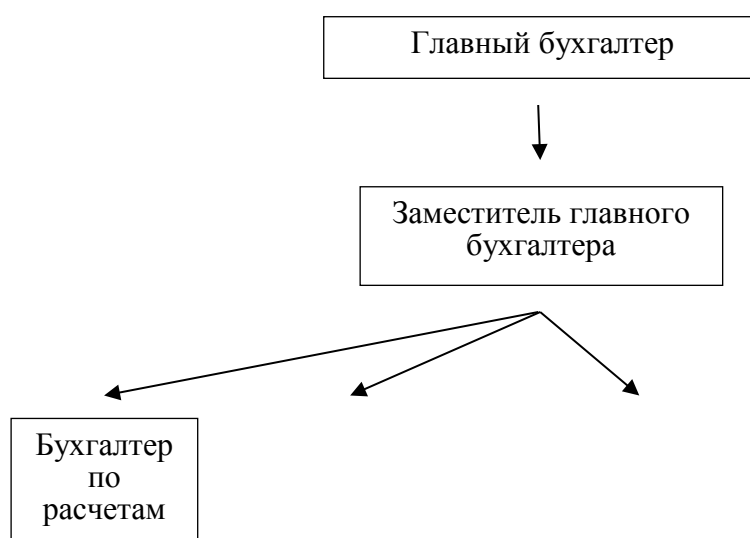 Главный бухгалтер
Заместитель главного
бухгалтера
Бухгалтер
по
расчетам